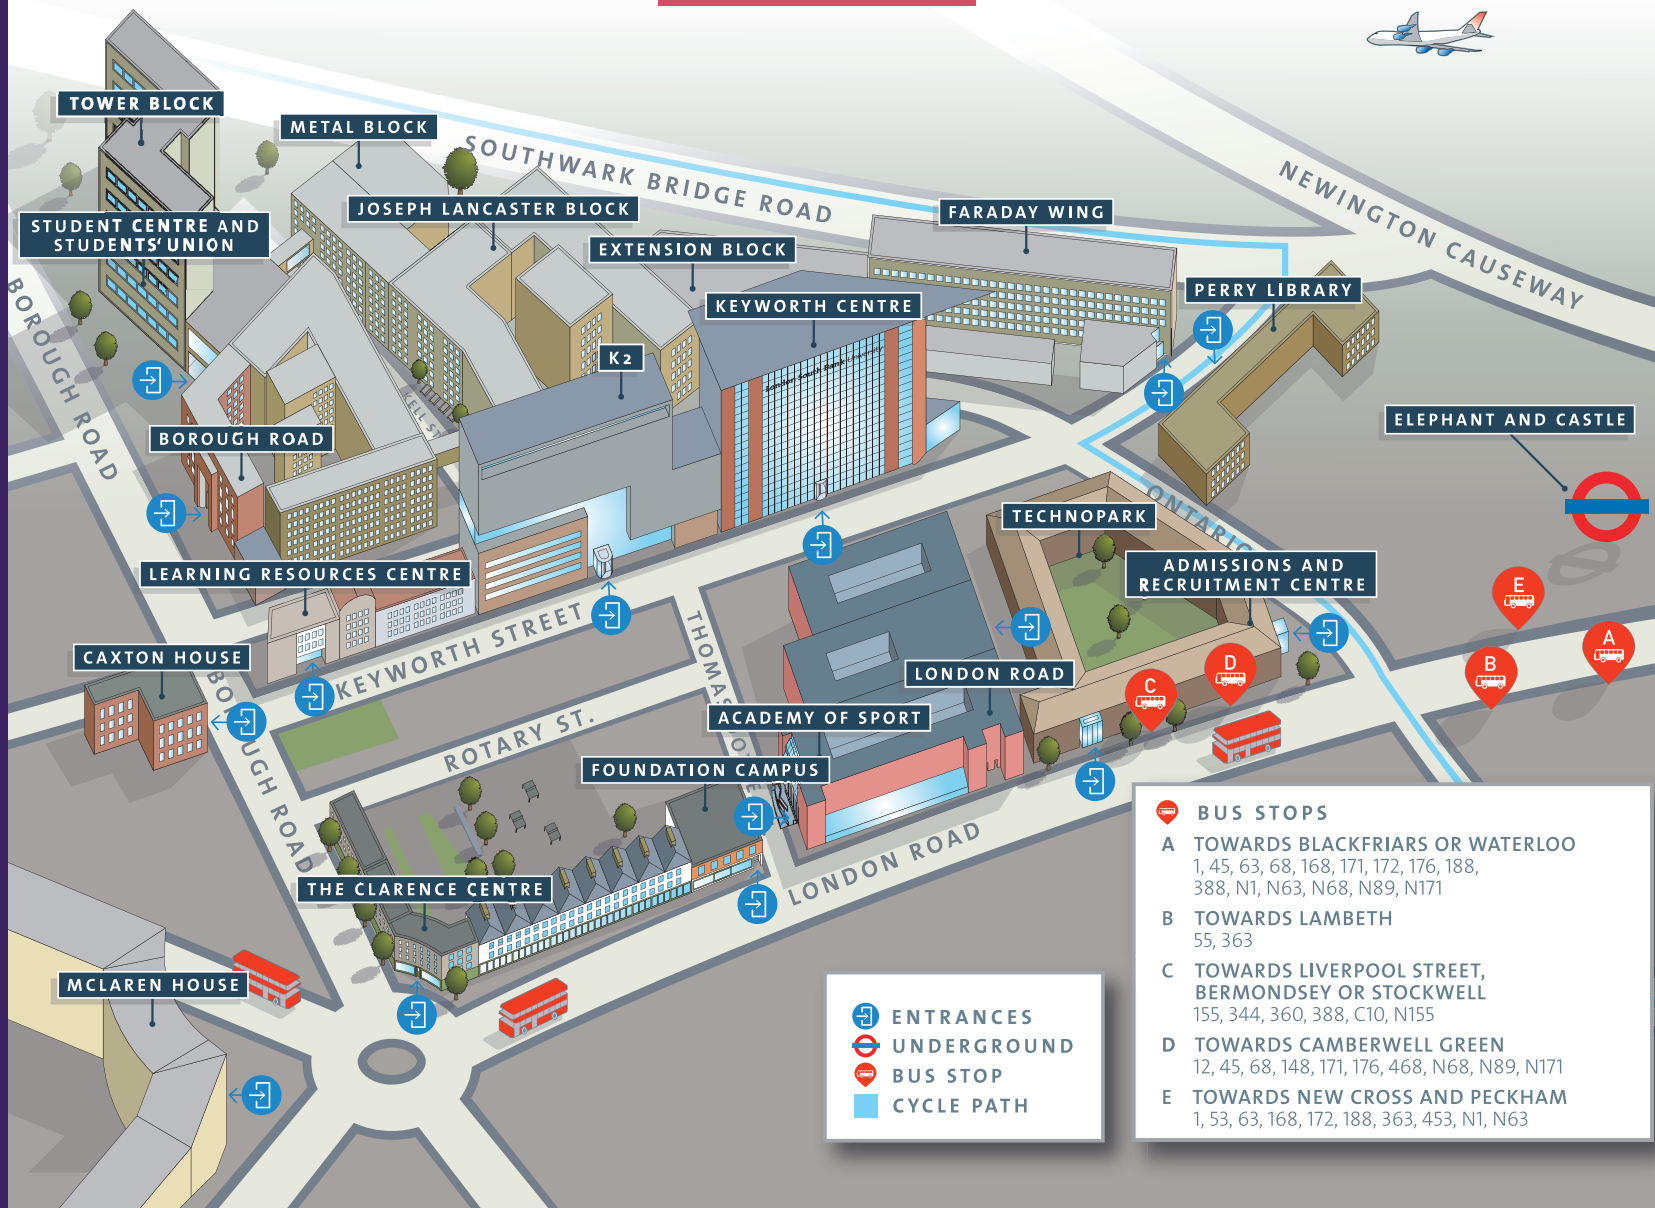 TOWER BLOCK
METAL BLOCK
SOUTHWARK BRIDGE ROAD
NEWINGTON CAUSEWAY
JOSEPH LANCASTER BLOCK
FARADAY WING
STUDENT CENTRE AND
STUDENTS' UNION
EXTENSION BLOCK
PERRY LIBRARY
KEYWORTH CENTRE
K2
London South Bank University
BOROUGH ROAD
KELL ST
ELEPHANT AND CASTLE
BOROUGH ROAD
TECHNOPARK
ONTARIO
LEARNING RESOURCES CENTRE
ADMISSIONS AND
RECRUITMENT CENTRE
E
A
B
D
C
KEYWORTH STREET
CAXTON HOUSE
LONDON ROAD
BOROUGH ROAD
ROTARY ST.
ACADEMY OF SPORT
FOUNDATION CAMPUS
LONDON ROAD
THE CLARENCE CENTRE
MCLAREN HOUSE
ENTRANCES
UNDERGROUND
BUS STOP
CYCLE PATH
BUS STOPS
A TOWARDS BLACKFRIARS OR WATERLOO
1, 45, 63, 68, 168, 171, 172, 176, 188,
388, N1, N63, N68, N89, N171
B TOWARDS LAMBETH
55, 363
C TOWARDS LIVERPOOL STREET,
BERMONDSEY OR STOCKWELL
155, 344, 360, 388, C10, N155
D TOWARDS CAMBERWELL GREEN
12, 45, 68, 148, 171, 176, 468, N68, N89, N171
E TOWARDS NEW CROSS AND PECKHAM
1, 53, 63, 168, 172, 188, 363, 453, N1, N63